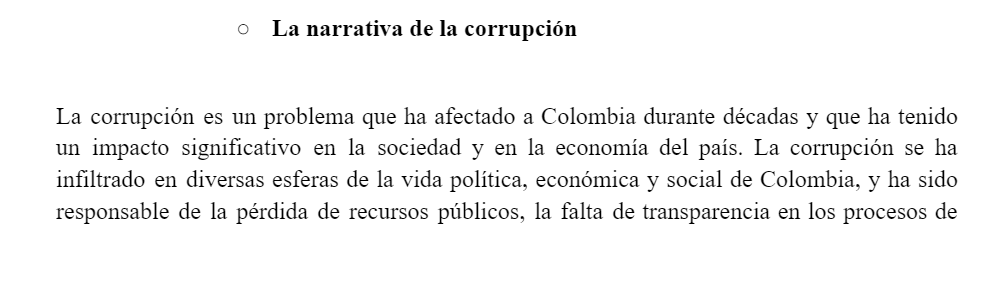 ○ La narrativa de la corrupción
La corrupción es un problema que ha afectado a Colombia durante décadas y que ha tenido
un impacto significativo en la sociedad y en la economía del país. La corrupción se ha
infiltrado en diversas esferas de la vida política, económica y social de Colombia, y ha sido
responsable de la pérdida de recursos públicos, la falta de transparencia en los procesos de